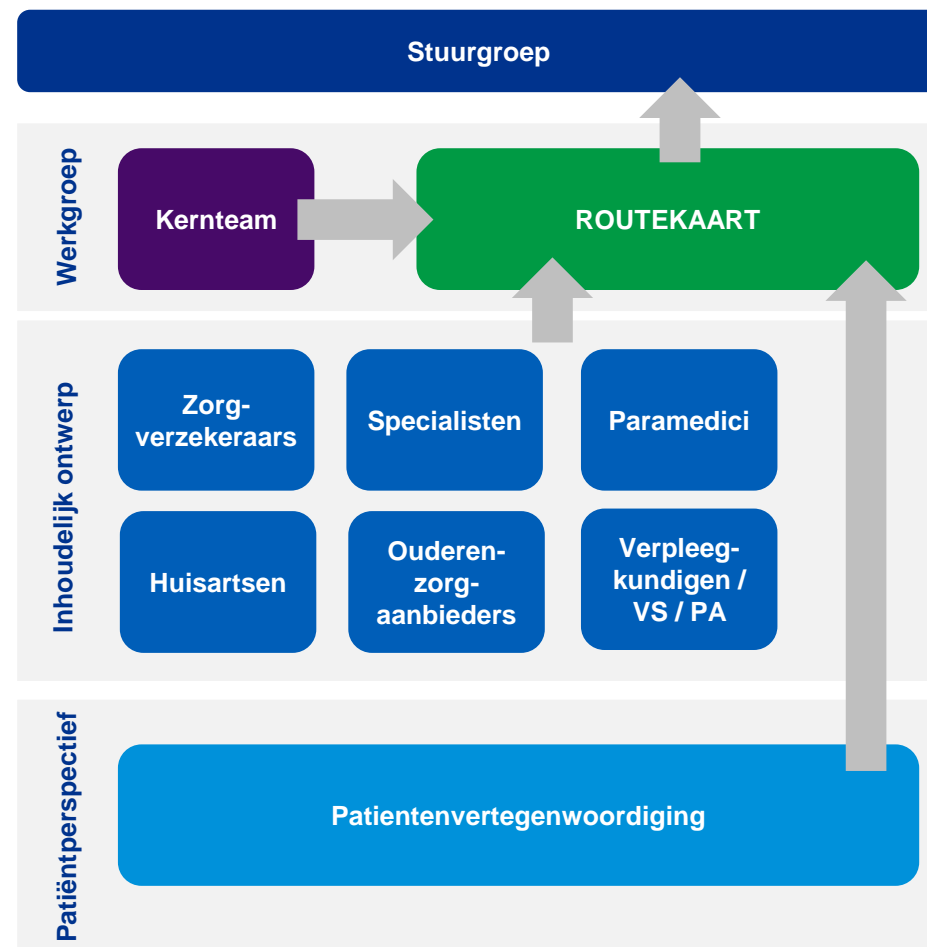 Stuurgroep
Werkgroep
Kernteam
ROUTEKAART
Inhoudelijk ontwerp
Zorg-
verzekeraars
Specialisten
Paramedici
Huisartsen
Ouderen-
zorg-
aanbieders
Verpleeg-
kundigen /
VS / PA
Patiëntperspectief
Patientenvertegenwoordiging